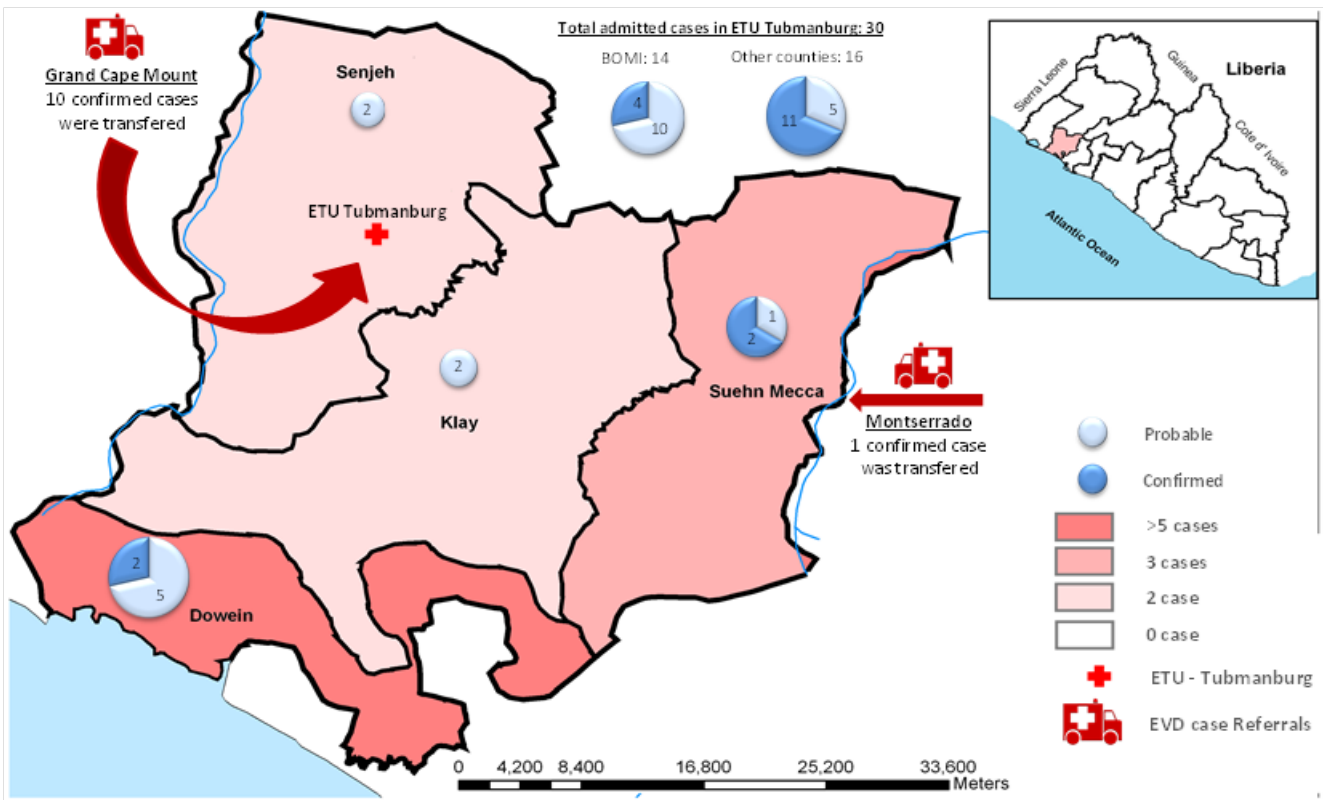 Total admitted cases in ETU Tubmanburg: 30
BOMI: 14
Other counties: 16
4
10
5
11
Grand Cape Mount
10 confirmed cases
were transfered
Senjeh
2
ETU Tubmanburg
Liberia
Sierra Leone
Guinea
Cote d' Ivoire
Atlantic Ocean
1
2
Suehn Mecca
2
Klay
Montserrado
1 confirmed case
was transfered
2
5
Dowein
Probable
Confirmed
>5 cases
3 cases
2 case
0 case
ETU - Tubmanburg
EVD case Referrals
0 4,200 8,400 16,800 25,200 33,600
Meters